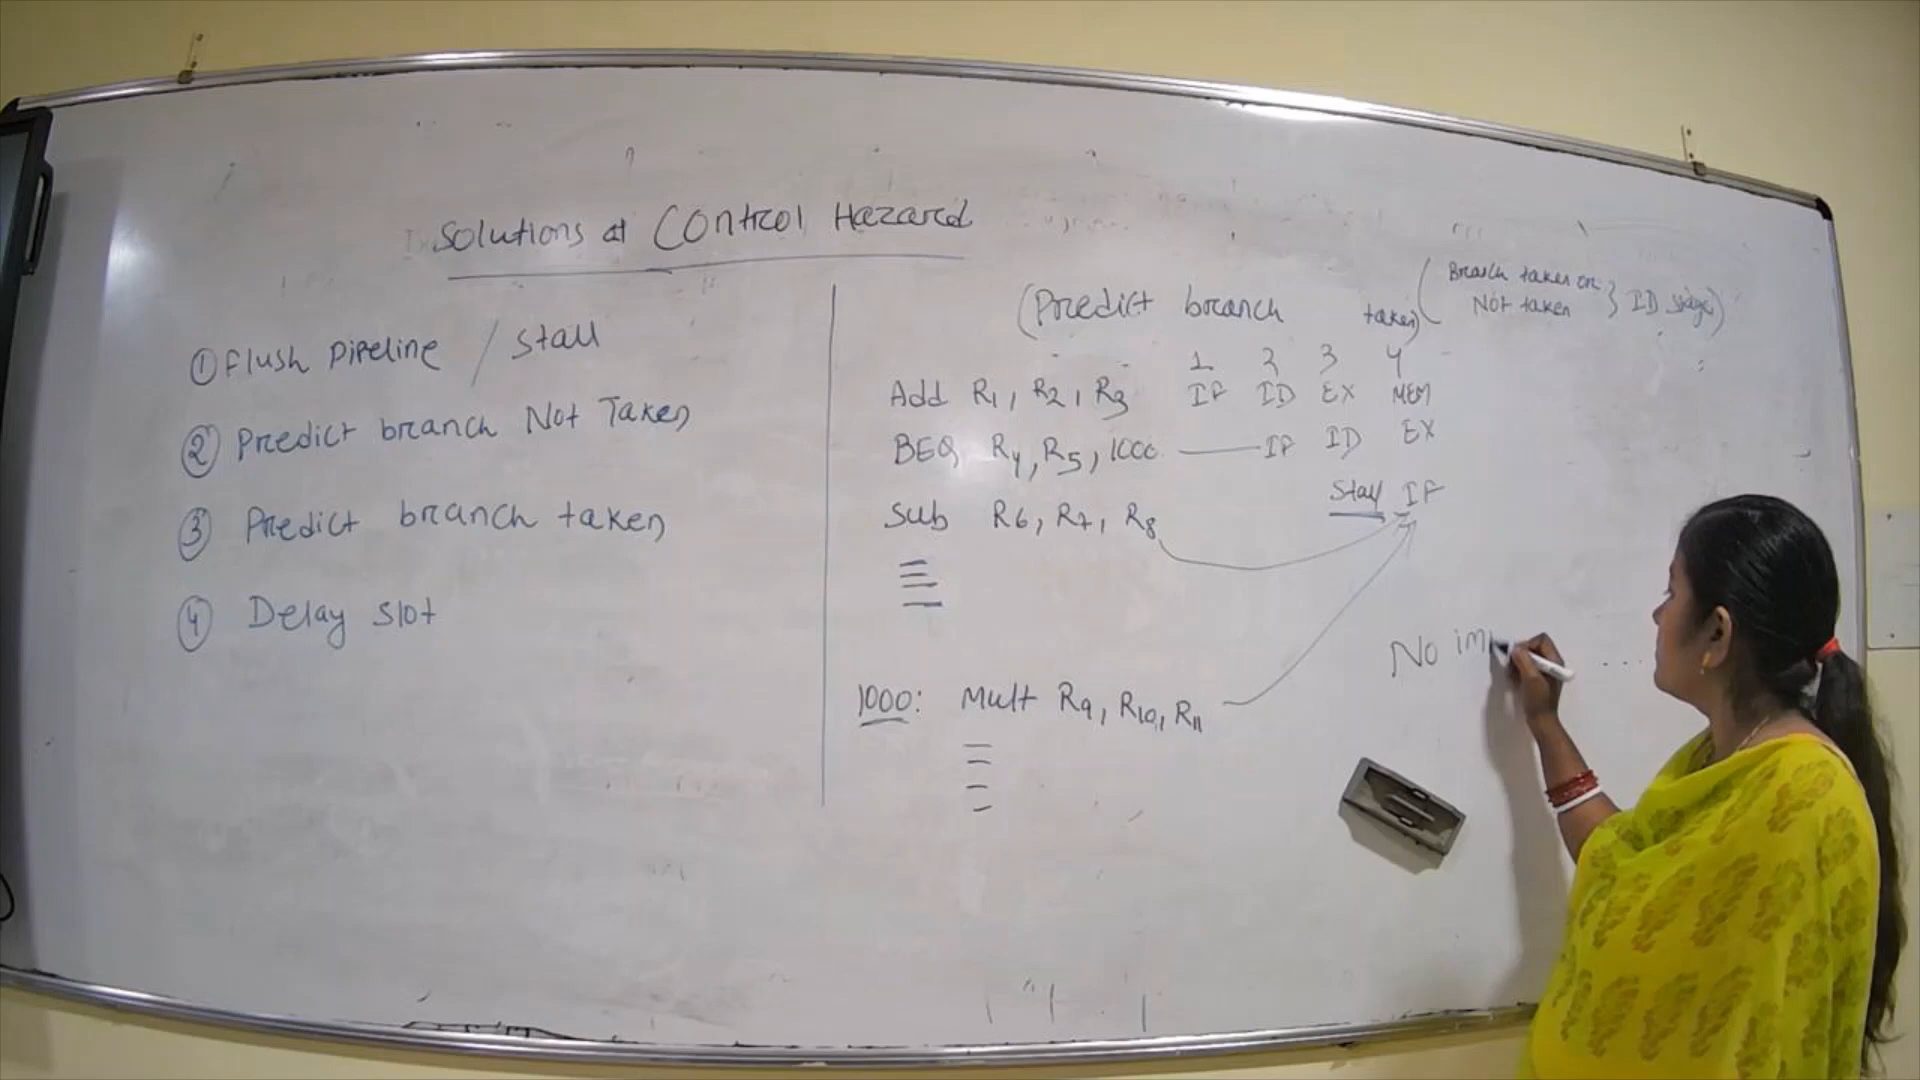 Solutions of Control Hazard
① Flush Pipeline / Stall
② Predict branch Not Taken
③ Predict branch taken
④ Delay slot
(Predict branch taken)
(Branch taken or
Not taken } ID stage)
1 2 3 4
Add R1, R2, R3 IF ID EX MEM
BEQ R4, R5, 1000 IF ID EX
Stall IF
Sub R6, R7, R8
1000: Mult R9, R10, R11
No im